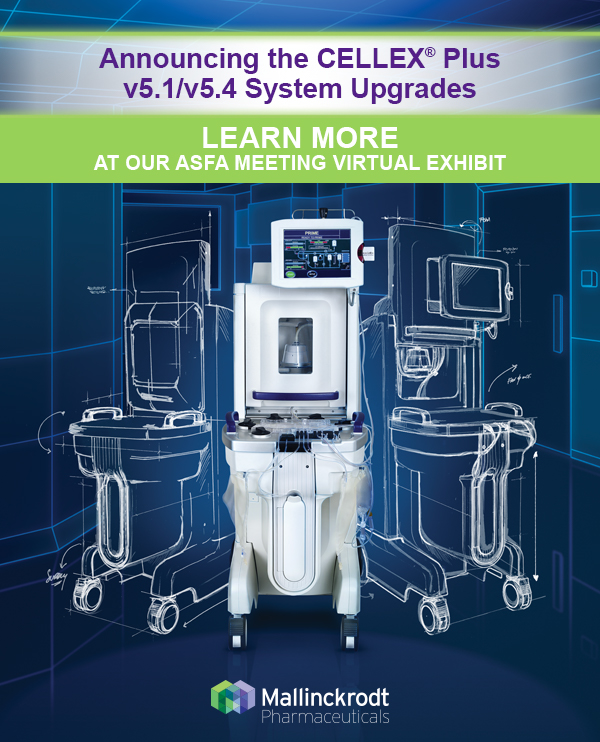 Announcing the CELLEX® Plus
v5.1/v5.4 System Upgrades
LEARN MORE
AT OUR ASFA MEETING VIRTUAL EXHIBIT
PRIME
Mallinckrodt
Pharmaceuticals